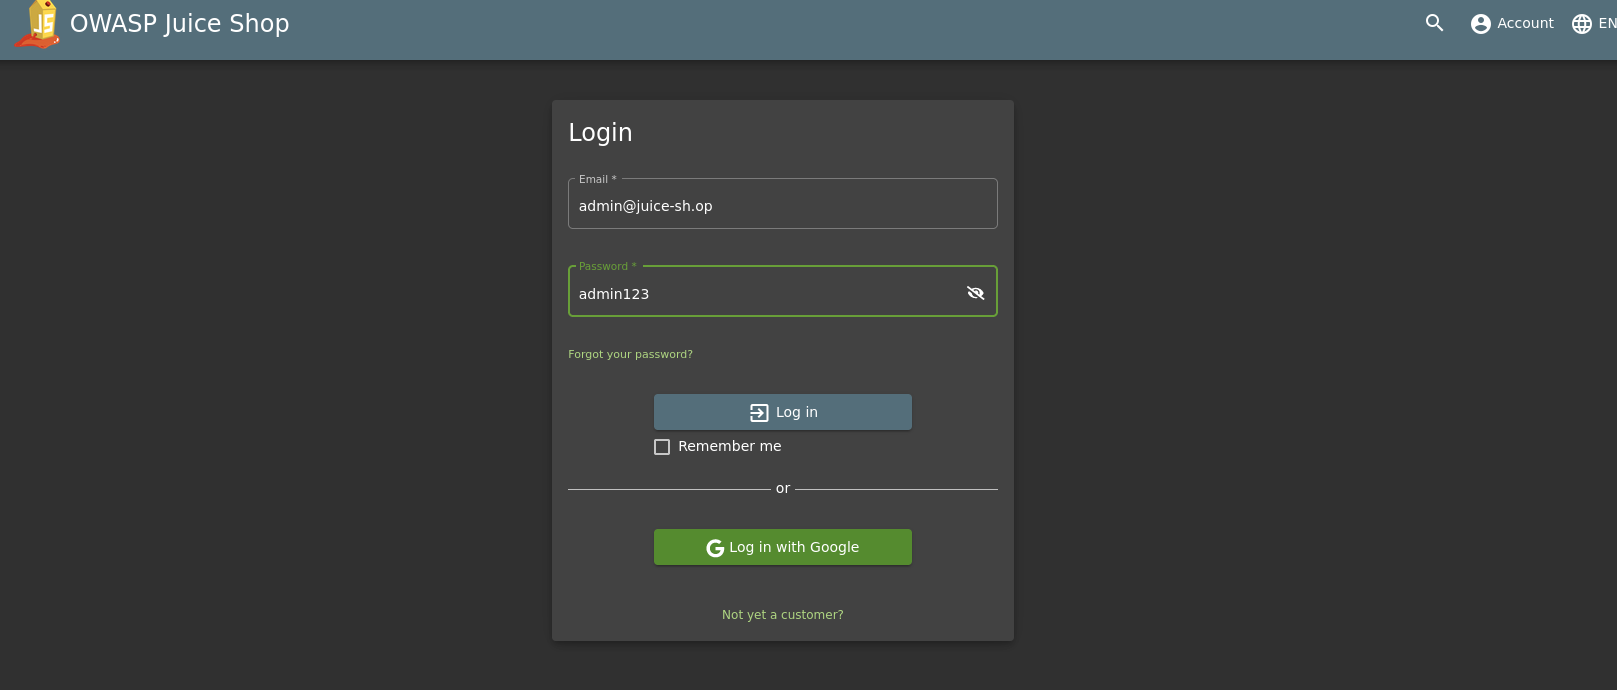 JS
OWASP Juice Shop
Account
EN
Login
Email *
admin@juice-sh.op
Password *
admin123
Forgot your password?
Log in
Remember me
or
G Log in with Google
Not yet a customer?